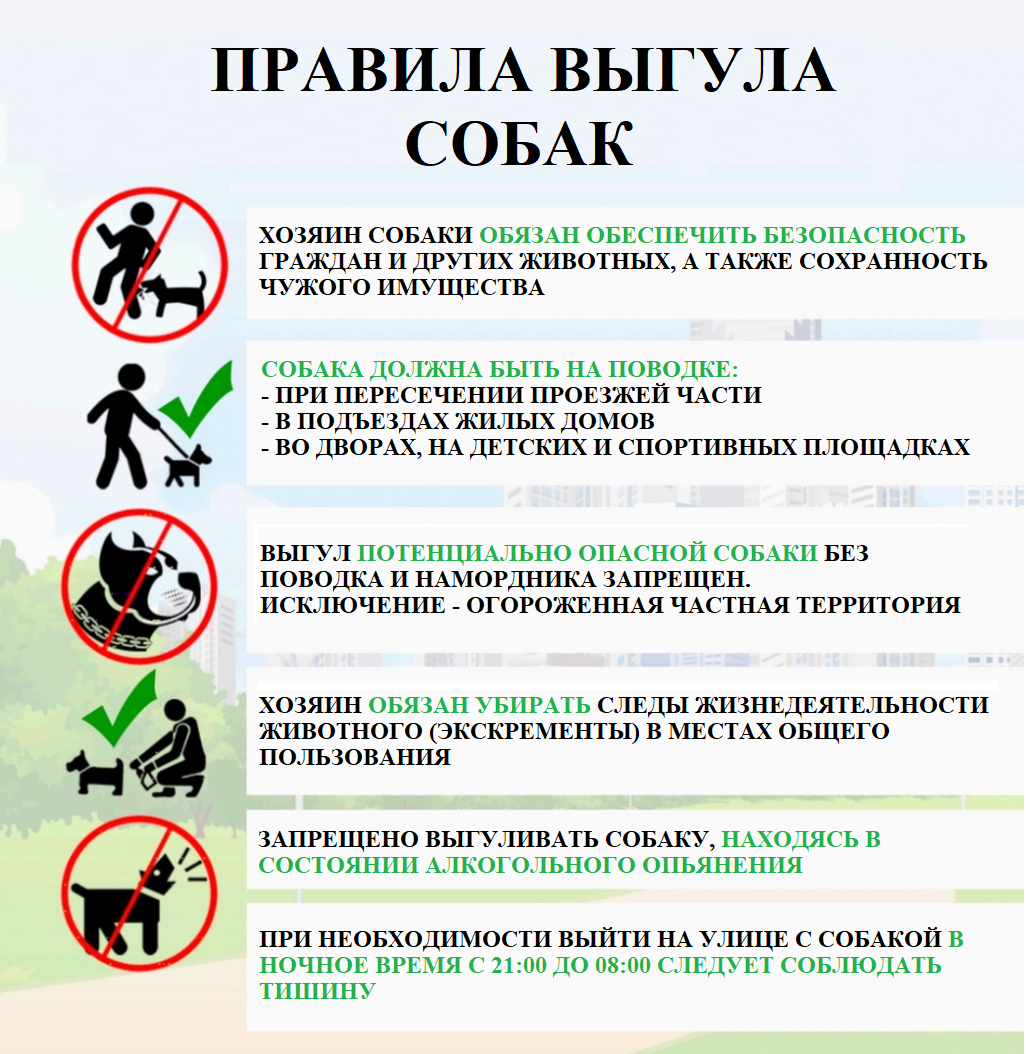 ПРАВИЛА ВЫГУЛА
СОБАК
ХОЗЯИН СОБАКИ ОБЯЗАН ОБЕСПЕЧИТЬ БЕЗОПАСНОСТЬ
ГРАЖДАН И ДРУГИХ ЖИВОТНЫХ, А ТАКЖЕ СОХРАННОСТЬ
ЧУЖОГО ИМУЩЕСТВА
СОБАКА ДОЛЖНА БЫТЬ НА ПОВОДКЕ:
- ПРИ ПЕРЕСЕЧЕНИИ ПРОЕЗЖЕЙ ЧАСТИ
- В ПОДЪЕЗДАХ ЖИЛЫХ ДОМОВ
- ВО ДВОРАХ, НА ДЕТСКИХ И СПОРТИВНЫХ ПЛОЩАДКАХ
ВЫГУЛ ПОТЕНЦИАЛЬНО ОПАСНОЙ СОБАКИ БЕЗ
ПОВОДКА И НАМОРДНИКА ЗАПРЕЩЕН.
ИСКЛЮЧЕНИЕ - ОГОРОЖЕННАЯ ЧАСТНАЯ ТЕРРИТОРИЯ
ХОЗЯИН ОБЯЗАН УБИРАТЬ СЛЕДЫ ЖИЗНЕДЕЯТЕЛЬНОСТИ
ЖИВОТНОГО (ЭКСКРЕМЕНТЫ) В МЕСТАХ ОБЩЕГО
ПОЛЬЗОВАНИЯ
ЗАПРЕЩЕНО ВЫГУЛИВАТЬ СОБАКУ, НАХОДЯСЬ В
СОСТОЯНИИ АЛКОГОЛЬНОГО ОПЬЯНЕНИЯ
ПРИ НЕОБХОДИМОСТИ ВЫЙТИ НА УЛИЦЕ С СОБАКОЙ В
НОЧНОЕ ВРЕМЯ С 21:00 ДО 08:00 СЛЕДУЕТ СОБЛЮДАТЬ
ТИШИНУ